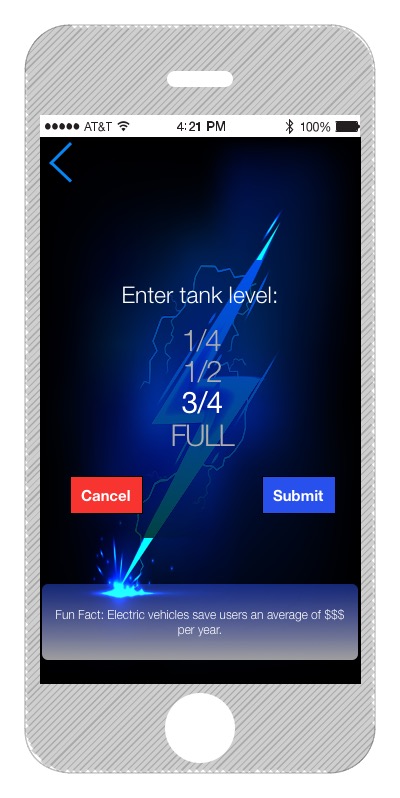 AT&T 4:21 PM 100%
Enter tank level:
1/4
1/2
3/4
FULL
Cancel Submit
Fun Fact: Electric vehicles save users an average of $$$
per year.